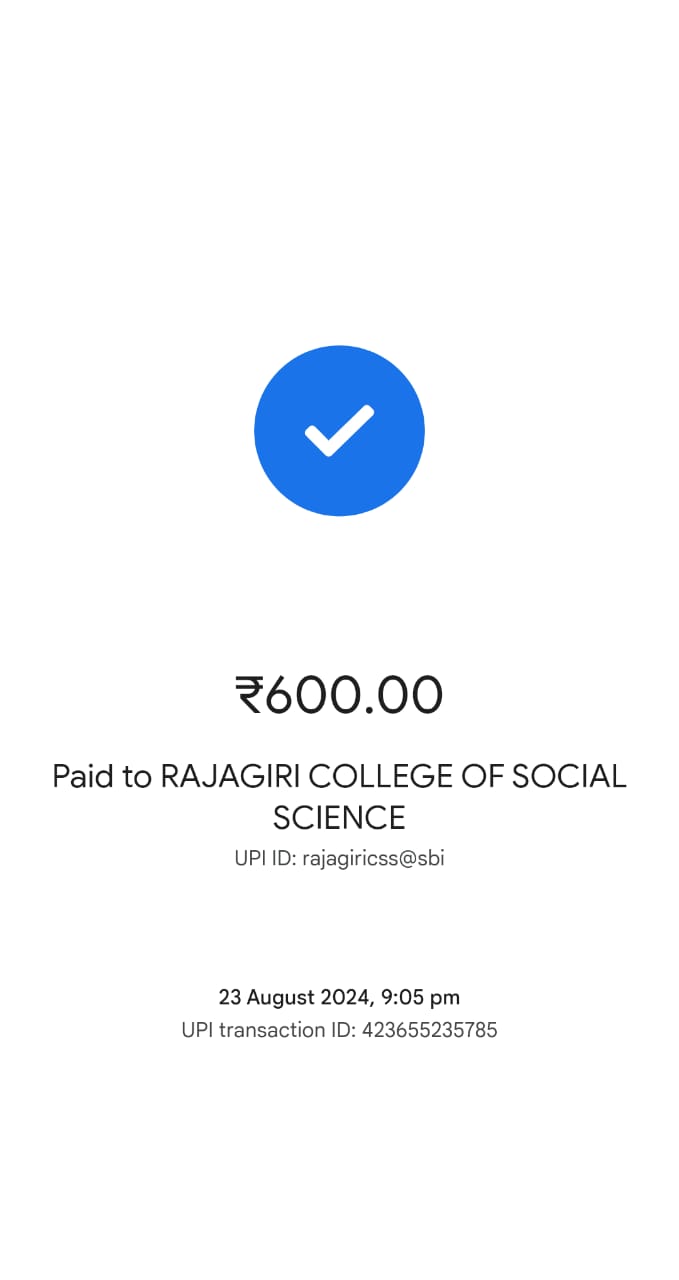 ₹600.00
Paid to RAJAGIRI COLLEGE OF SOCIAL
SCIENCE
UPI ID: rajagiricss@sbi
23 August 2024, 9:05 pm
UPI transaction ID: 423655235785